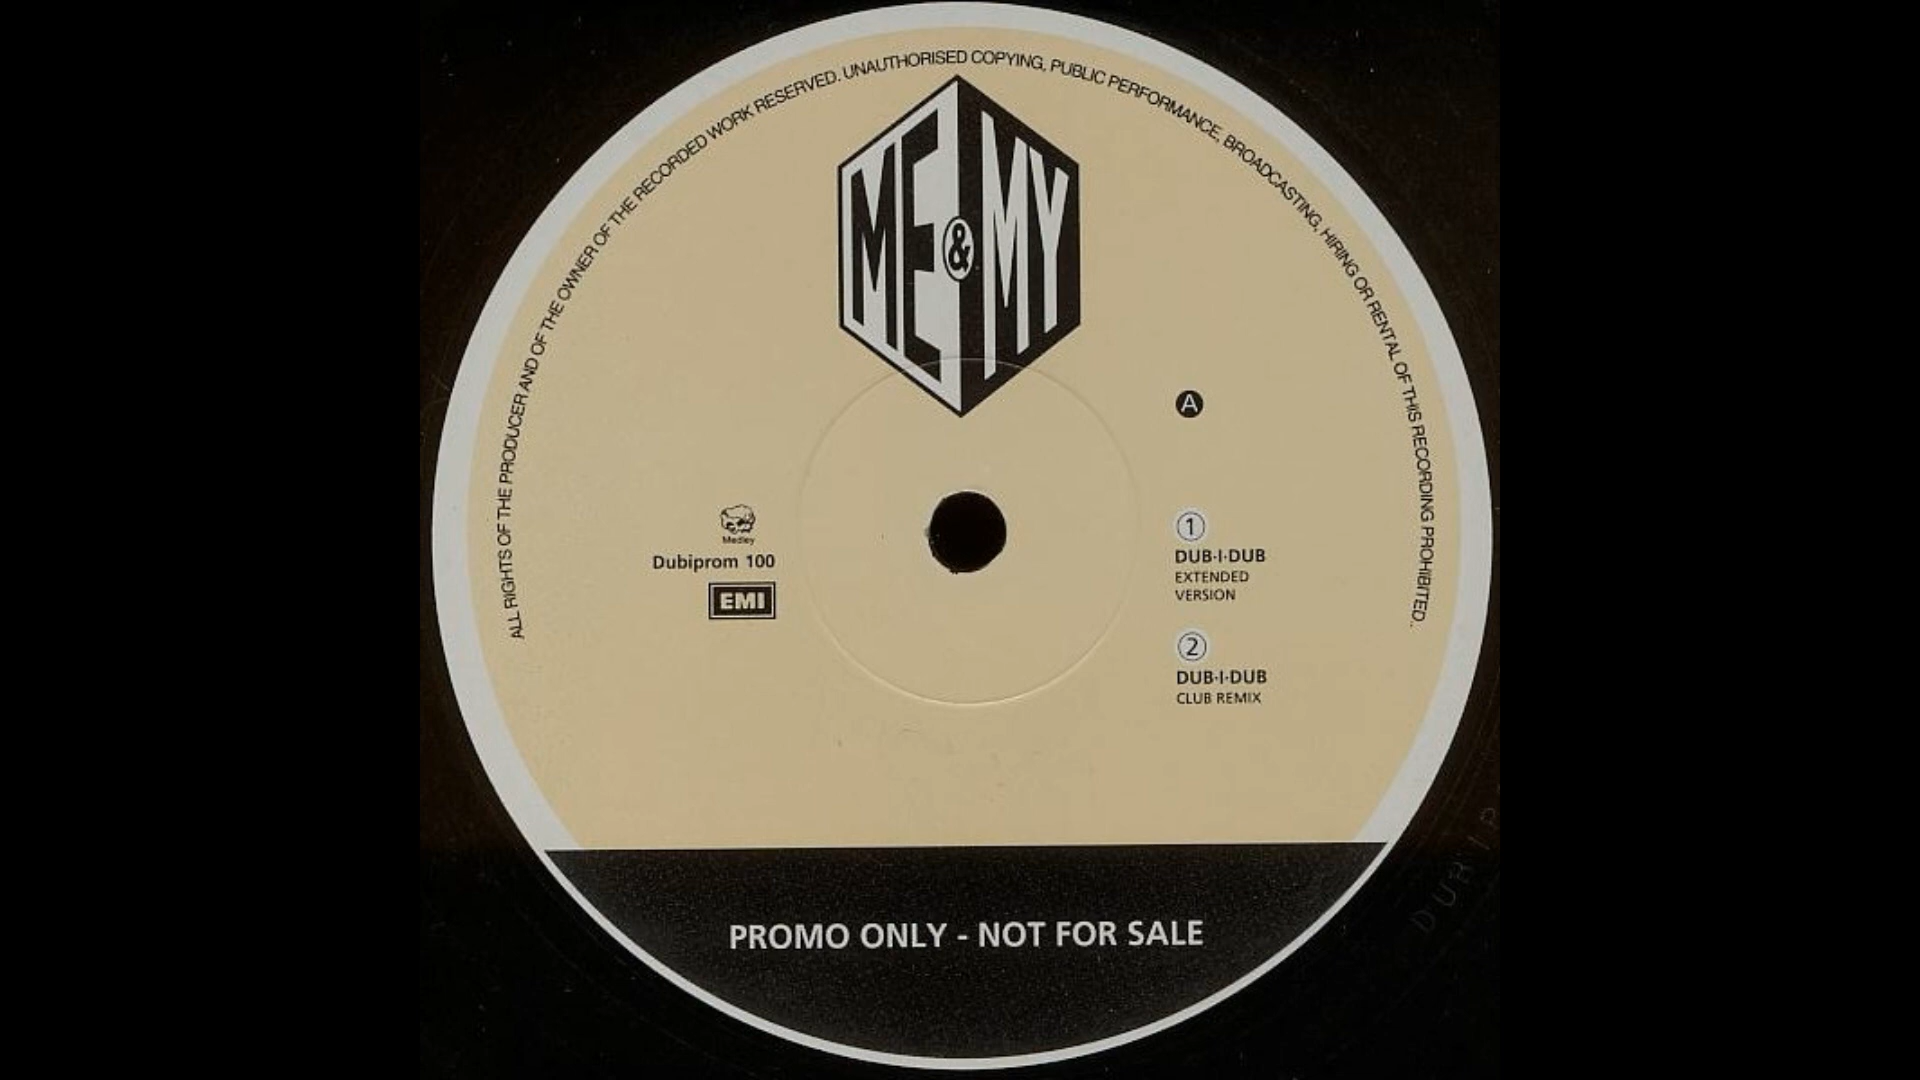 ALL RIGHTS OF THE PRODUCER AND OF THE OWNER OF THE RECORDED WORK RESERVED. UNAUTHORISED COPYING, PUBLIC PERFORMANCE, BROADCASTING, HIRING OR RENTAL OF THIS RECORDING PROHIBITED.
ME & MY
A
Medley
Dubiprom 100
EMI
1
DUB·I·DUB
EXTENDED
VERSION
2
DUB·I·DUB
CLUB REMIX
PROMO ONLY - NOT FOR SALE